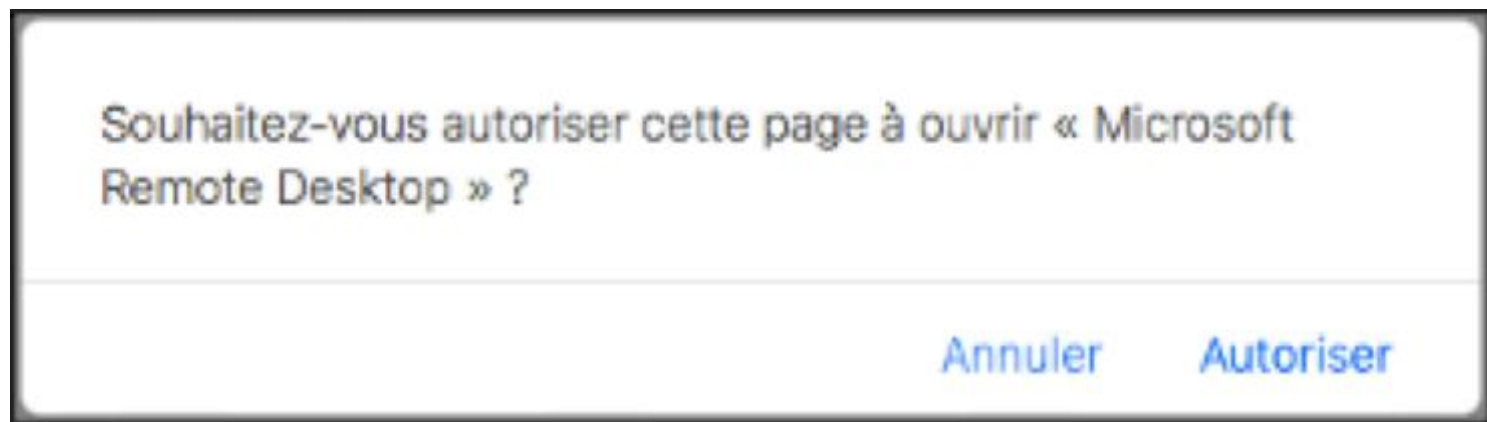 Souhaitez-vous autoriser cette page à ouvrir « Microsoft
Remote Desktop » ?
Annuler
Autoriser